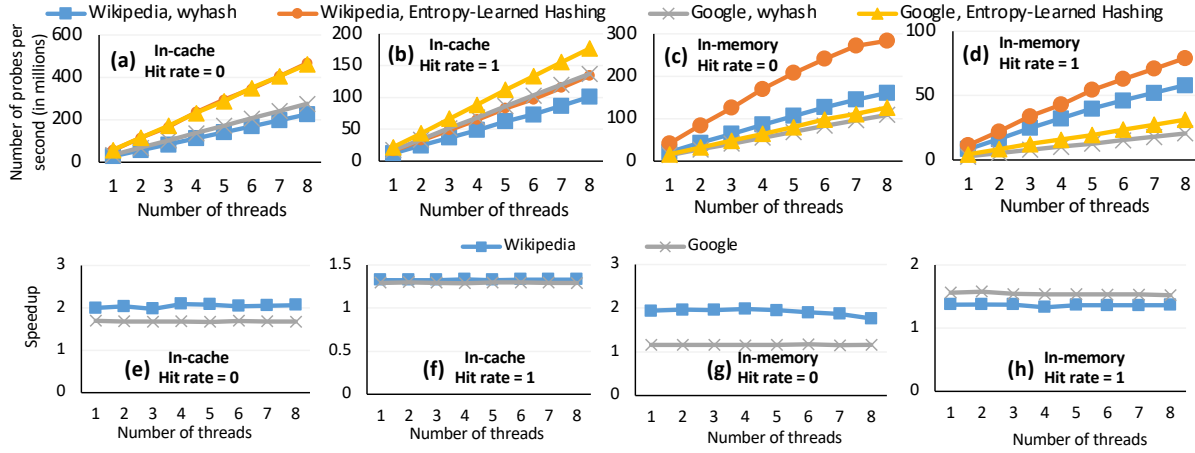 Wikipedia, wyhash
Wikipedia, Entropy-Learned Hashing
Google, wyhash
Google, Entropy-Learned Hashing
Number of probes per
second (in millions)
600
400
200
0
(a)
In-cache
Hit rate = 0
1 2 3 4 5 6 7 8
Number of threads
200
150
100
50
0
(b)
In-cache
Hit rate = 1
1 2 3 4 5 6 7 8
Number of threads
300
200
100
0
(c)
In-memory
Hit rate = 0
1 2 3 4 5 6 7 8
Number of threads
100
50
0
(d)
In-memory
Hit rate = 1
1 2 3 4 5 6 7 8
Number of threads
Wikipedia
Google
Speedup
3
2
1
0
(e)
In-cache
Hit rate = 0
1 2 3 4 5 6 7 8
Number of threads
1.5
1
0.5
0
(f)
In-cache
Hit rate = 1
1 2 3 4 5 6 7 8
Number of threads
3
2
1
0
(g)
In-memory
Hit rate = 0
1 2 3 4 5 6 7 8
Number of threads
2
1
0
(h)
In-memory
Hit rate = 1
1 2 3 4 5 6 7 8
Number of threads